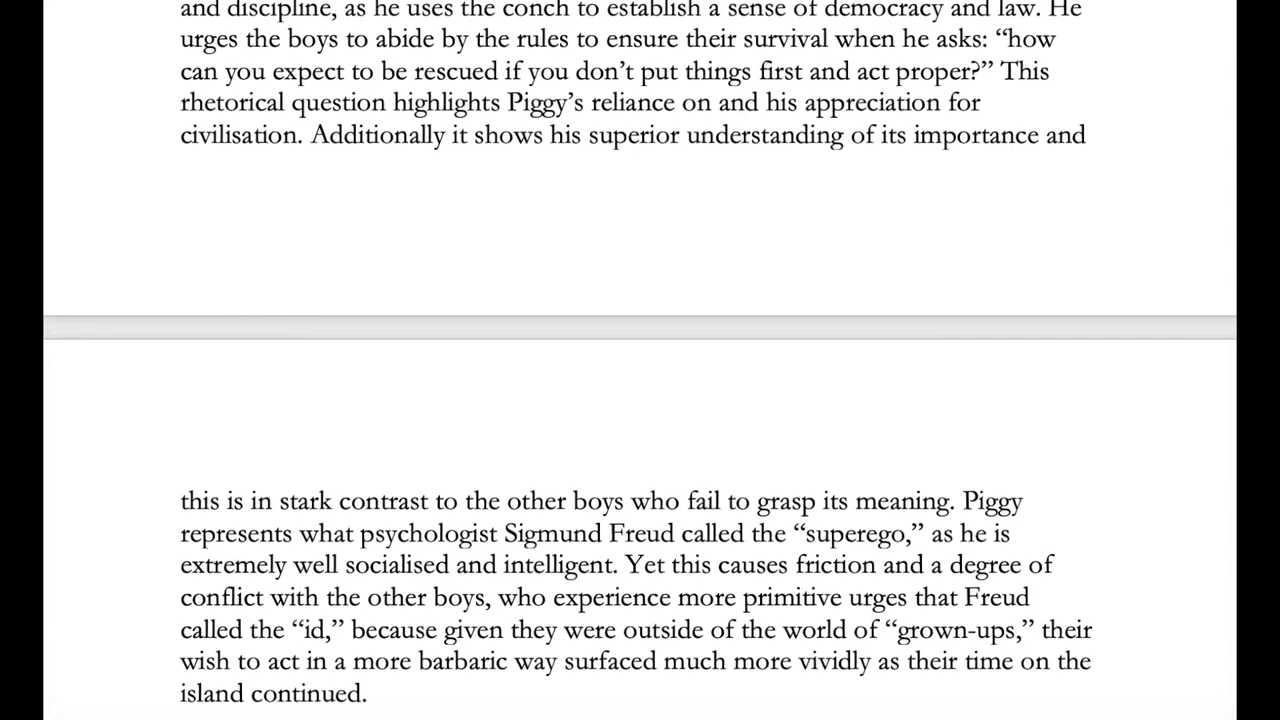 and discipline, as he uses the conch to establish a sense of democracy and law. He
urges the boys to abide by the rules to ensure their survival when he asks: “how
can you expect to be rescued if you don’t put things first and act proper?” This
rhetorical question highlights Piggy’s reliance on and his appreciation for
civilisation. Additionally it shows his superior understanding of its importance and
this is in stark contrast to the other boys who fail to grasp its meaning. Piggy
represents what psychologist Sigmund Freud called the “superego,” as he is
extremely well socialised and intelligent. Yet this causes friction and a degree of
conflict with the other boys, who experience more primitive urges that Freud
called the “id,” because given they were outside of the world of “grown-ups,” their
wish to act in a more barbaric way surfaced much more vividly as their time on the
island continued.